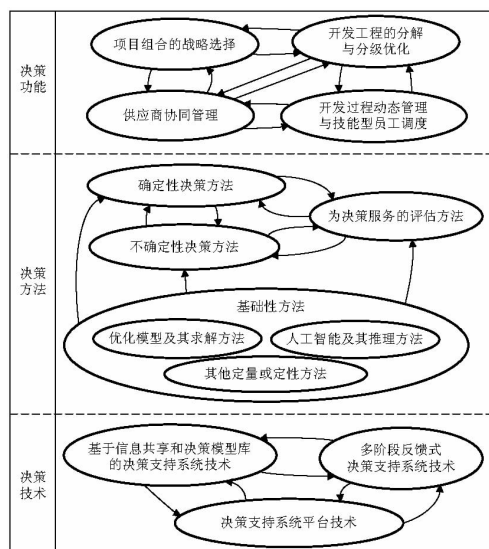 决策
功能
项目组合的战略选择
开发工程的分解
与分级优化
供应商协同管理
开发过程动态管理
与技能型员工调度
决策
方法
确定性决策方法
为决策服务的评估方法
不确定性决策方法
基础性方法
优化模型及其求解方法
人工智能及其推理方法
其他定量或定性方法
决策
技术
基于信息共享和决策模型库
的决策支持系统技术
多阶段反馈式
决策支持系统技术
决策支持系统平台技术